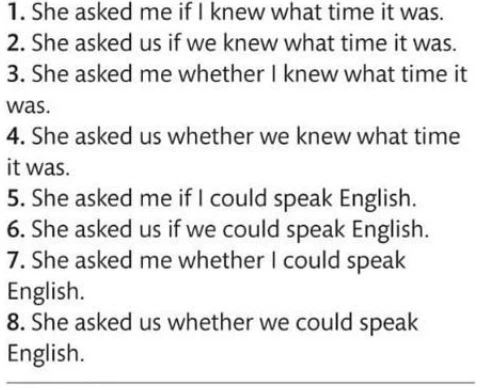 1. She asked me if I knew what time it was.
2. She asked us if we knew what time it was.
3. She asked me whether I knew what time it
was.
4. She asked us whether we knew what time
it was.
5. She asked me if I could speak English.
6. She asked us if we could speak English.
7. She asked me whether I could speak
English.
8. She asked us whether we could speak
English.